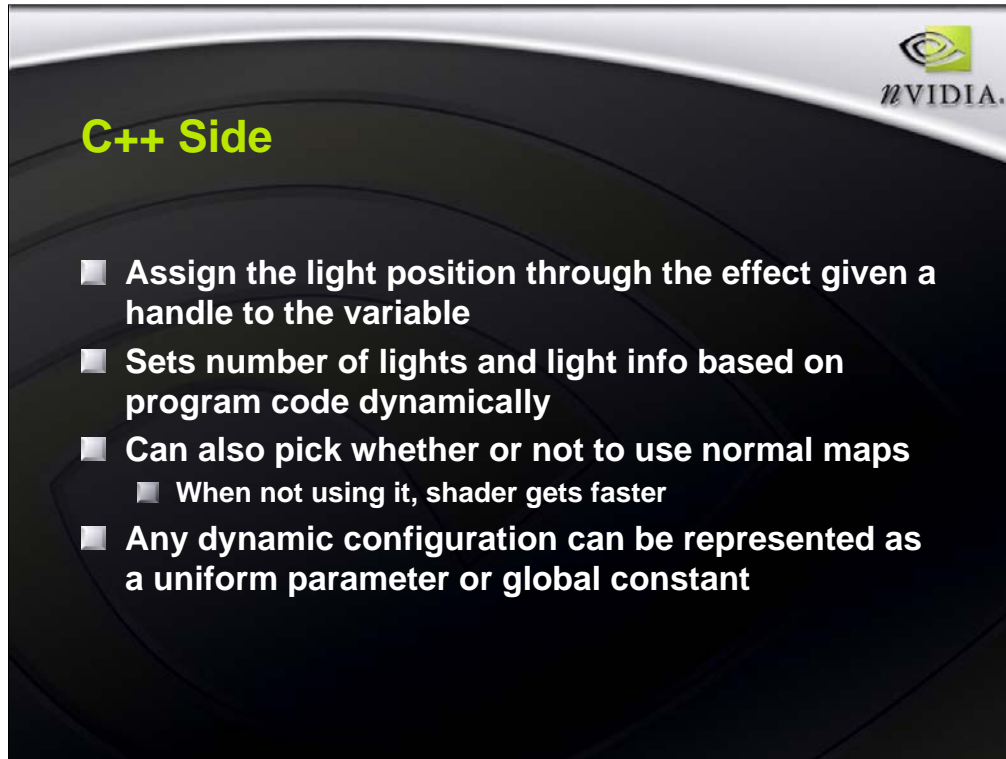 nVIDIA.
C++ Side
Assign the light position through the effect given a
handle to the variable
Sets number of lights and light info based on
program code dynamically
Can also pick whether or not to use normal maps
When not using it, shader gets faster
Any dynamic configuration can be represented as
a uniform parameter or global constant